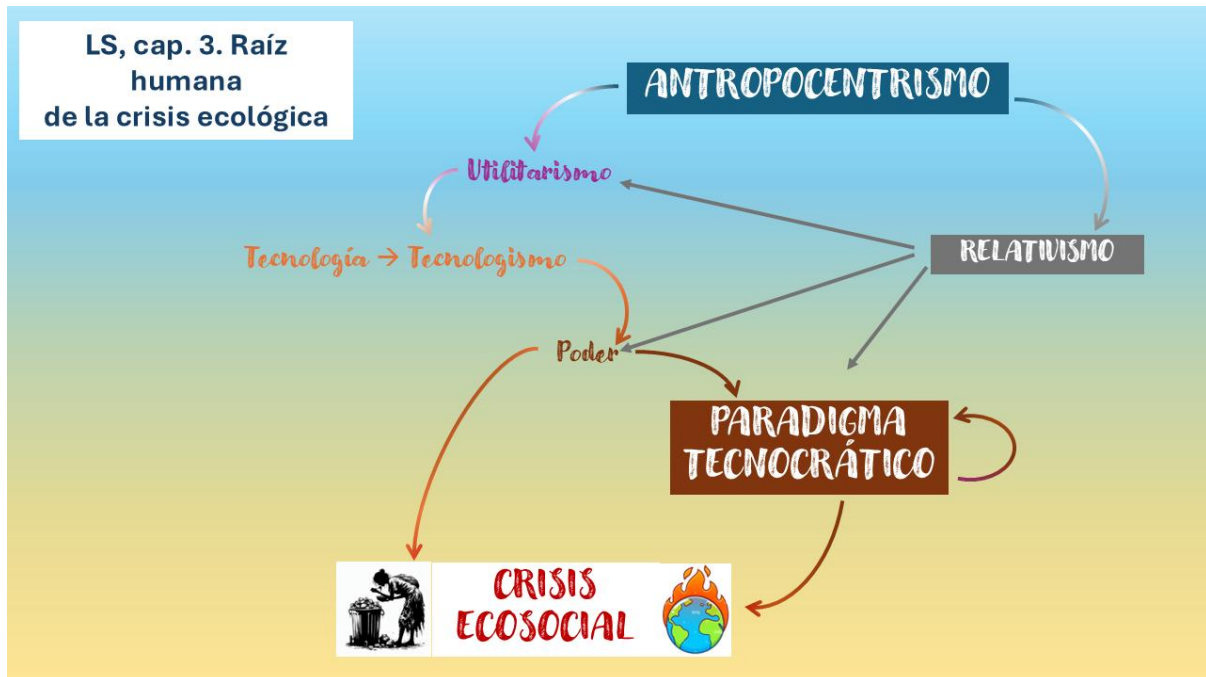 LS, cap. 3. Raíz
humana
de la crisis ecológica
ANTROPOCENTRISMO
Utilitarismo
Tecnología → Tecnologismo
RELATIVISMO
Poder
PARADIGMA
TECNOCRÁTICO
CRISIS
ECOSOCIAL